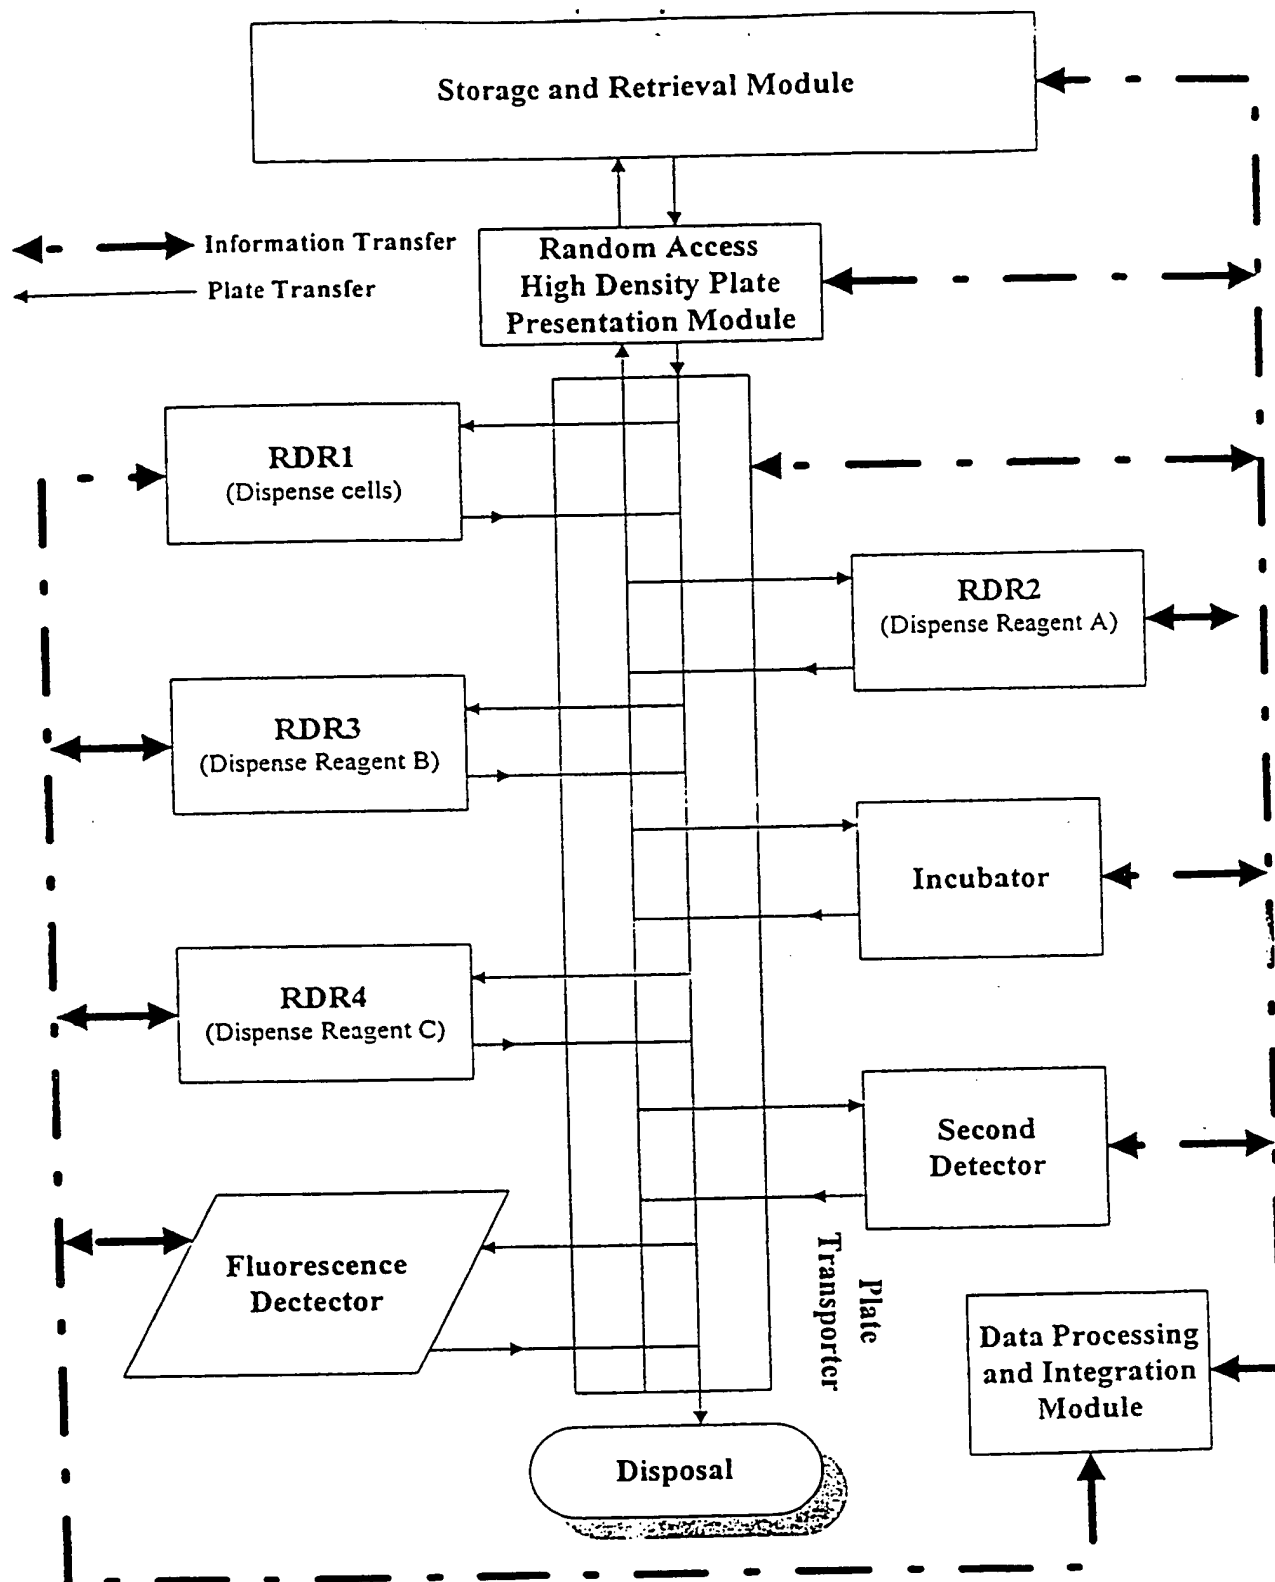 Storage and Retrieval Module
Information Transfer
Plate Transfer
Random Access
High Density Plate
Presentation Module
RDR1
(Dispense cells)
RDR2
(Dispense Reagent A)
RDR3
(Dispense Reagent B)
Incubator
RDR4
(Dispense Reagent C)
Second
Detector
Fluorescence
Dectector
Plate
Transporter
Data Processing
and Integration
Module
Disposal